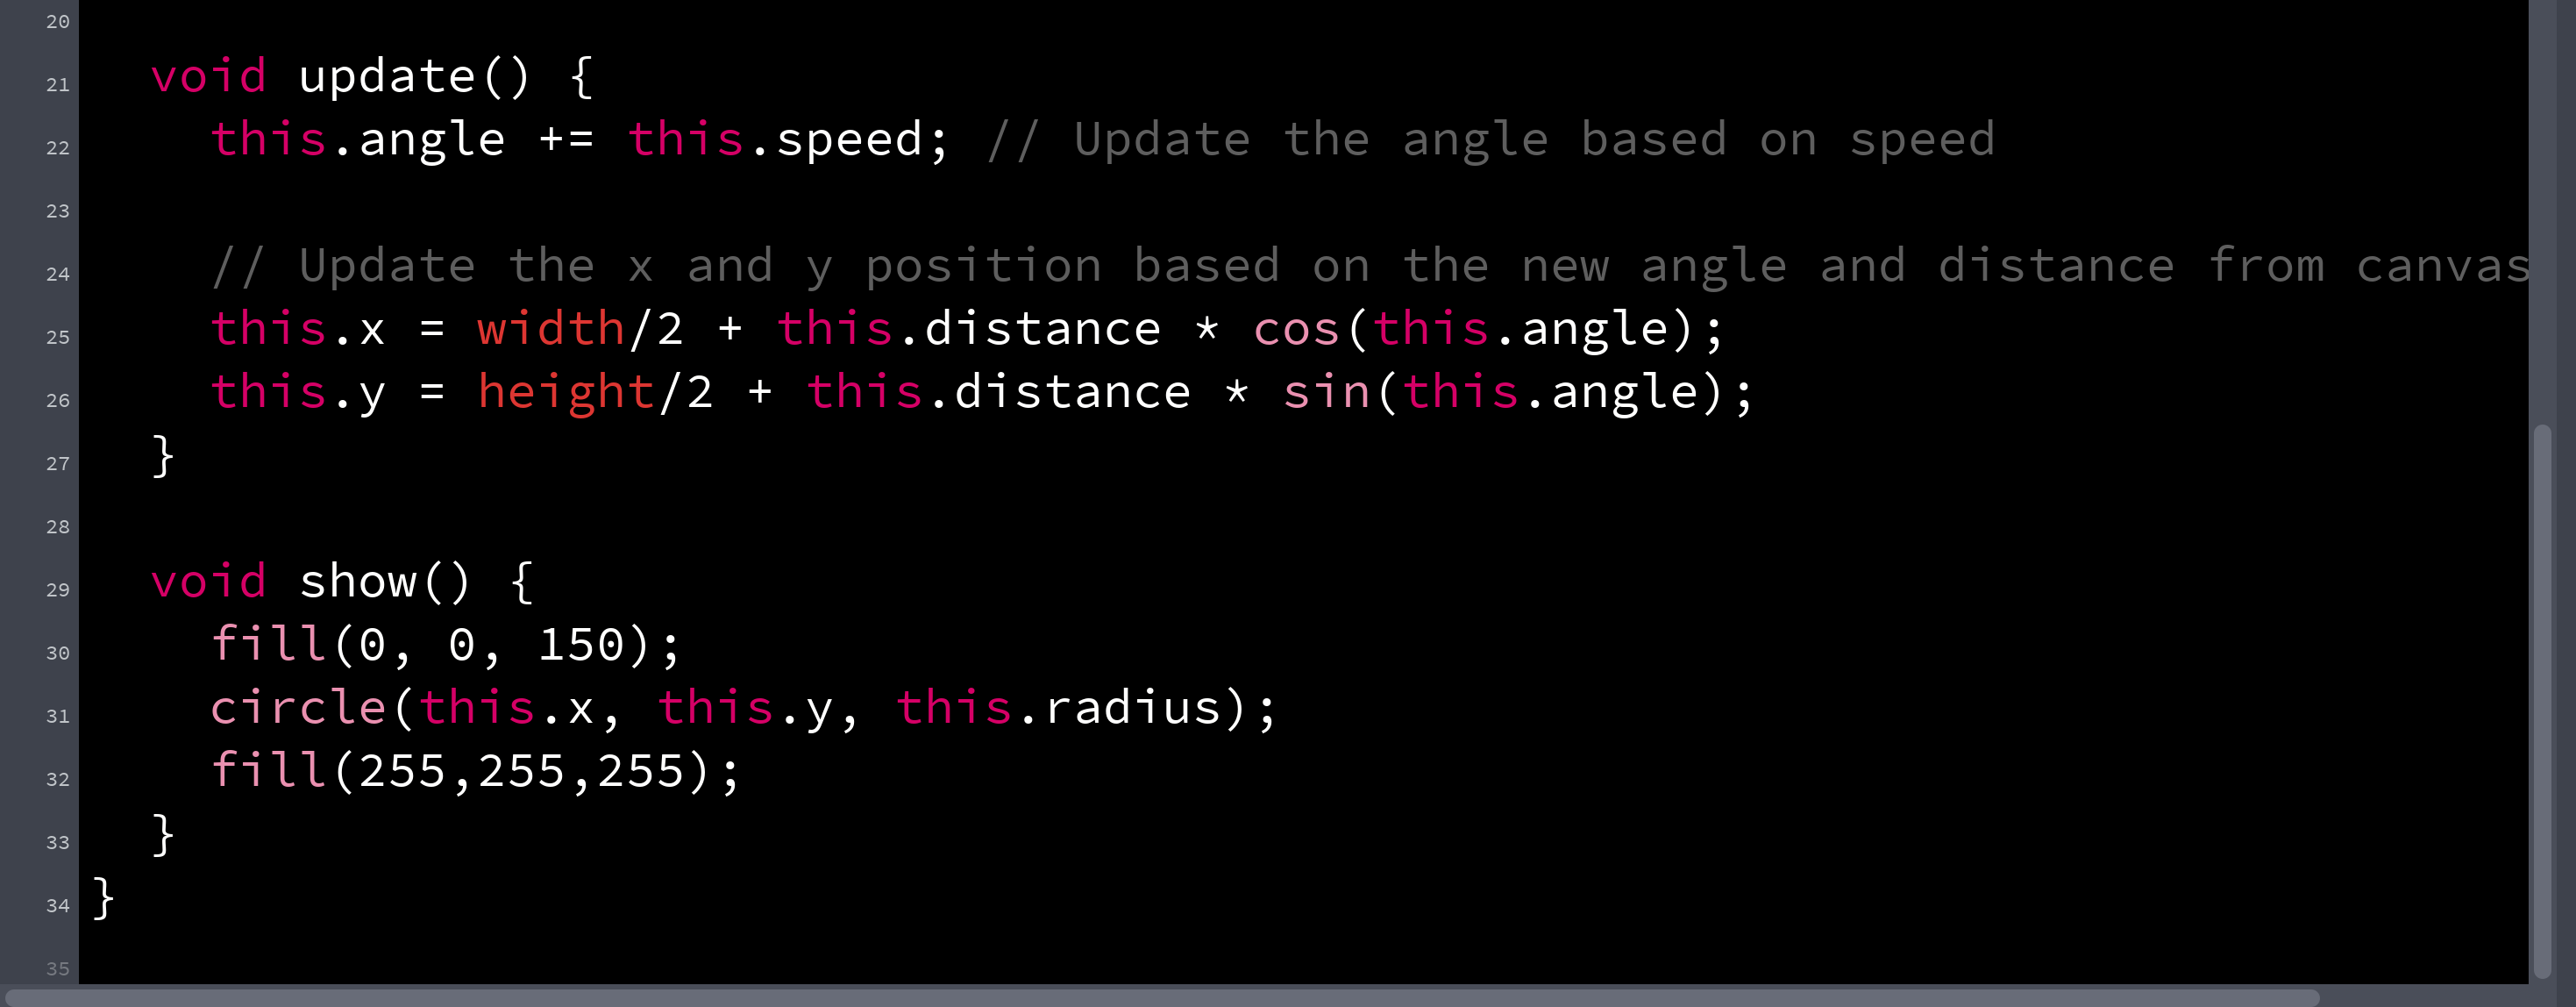 20
21 void update() {
22 this.angle += this.speed; // Update the angle based on speed
23
24 // Update the x and y position based on the new angle and distance from canvas
25 this.x = width/2 + this.distance * cos(this.angle);
26 this.y = height/2 + this.distance * sin(this.angle);
27 }
28
29 void show() {
30 fill(0, 0, 150);
31 circle(this.x, this.y, this.radius);
32 fill(255,255,255);
33 }
34 }
35